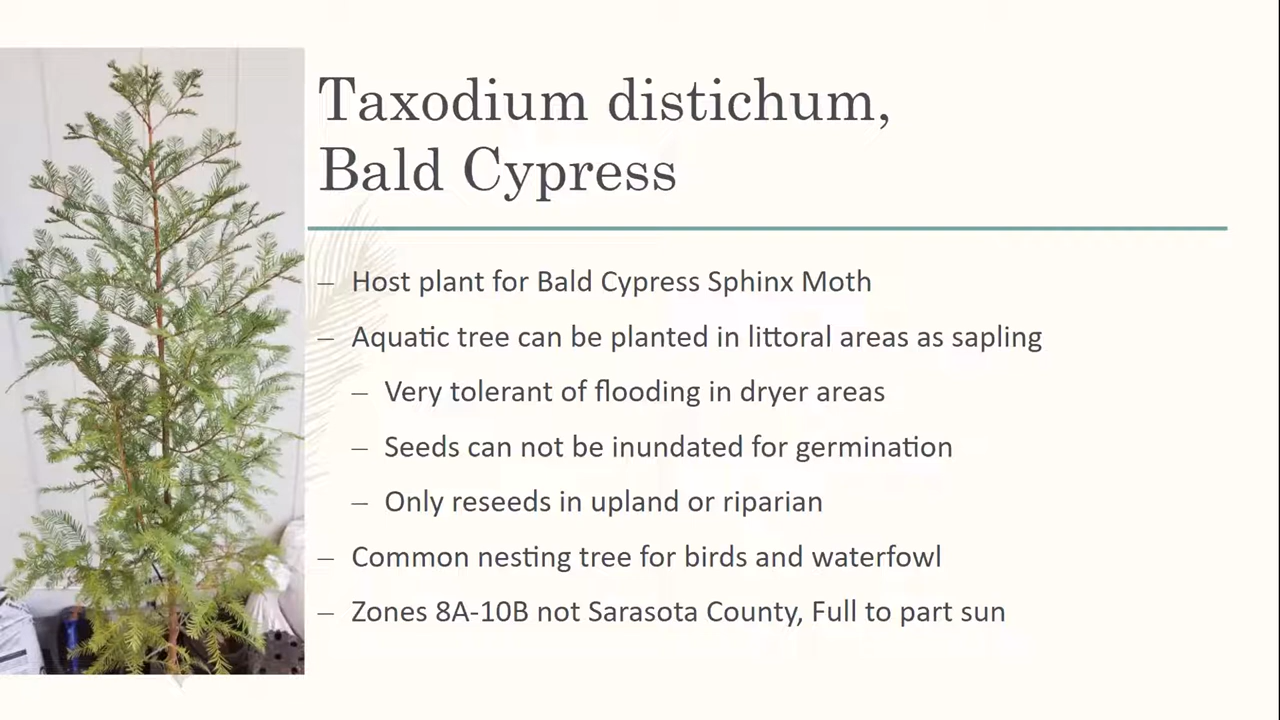 Taxodium distichum,
Bald Cypress
– Host plant for Bald Cypress Sphinx Moth
– Aquatic tree can be planted in littoral areas as sapling
– Very tolerant of flooding in dryer areas
– Seeds can not be inundated for germination
– Only reseeds in upland or riparian
– Common nesting tree for birds and waterfowl
– Zones 8A-10B not Sarasota County, Full to part sun